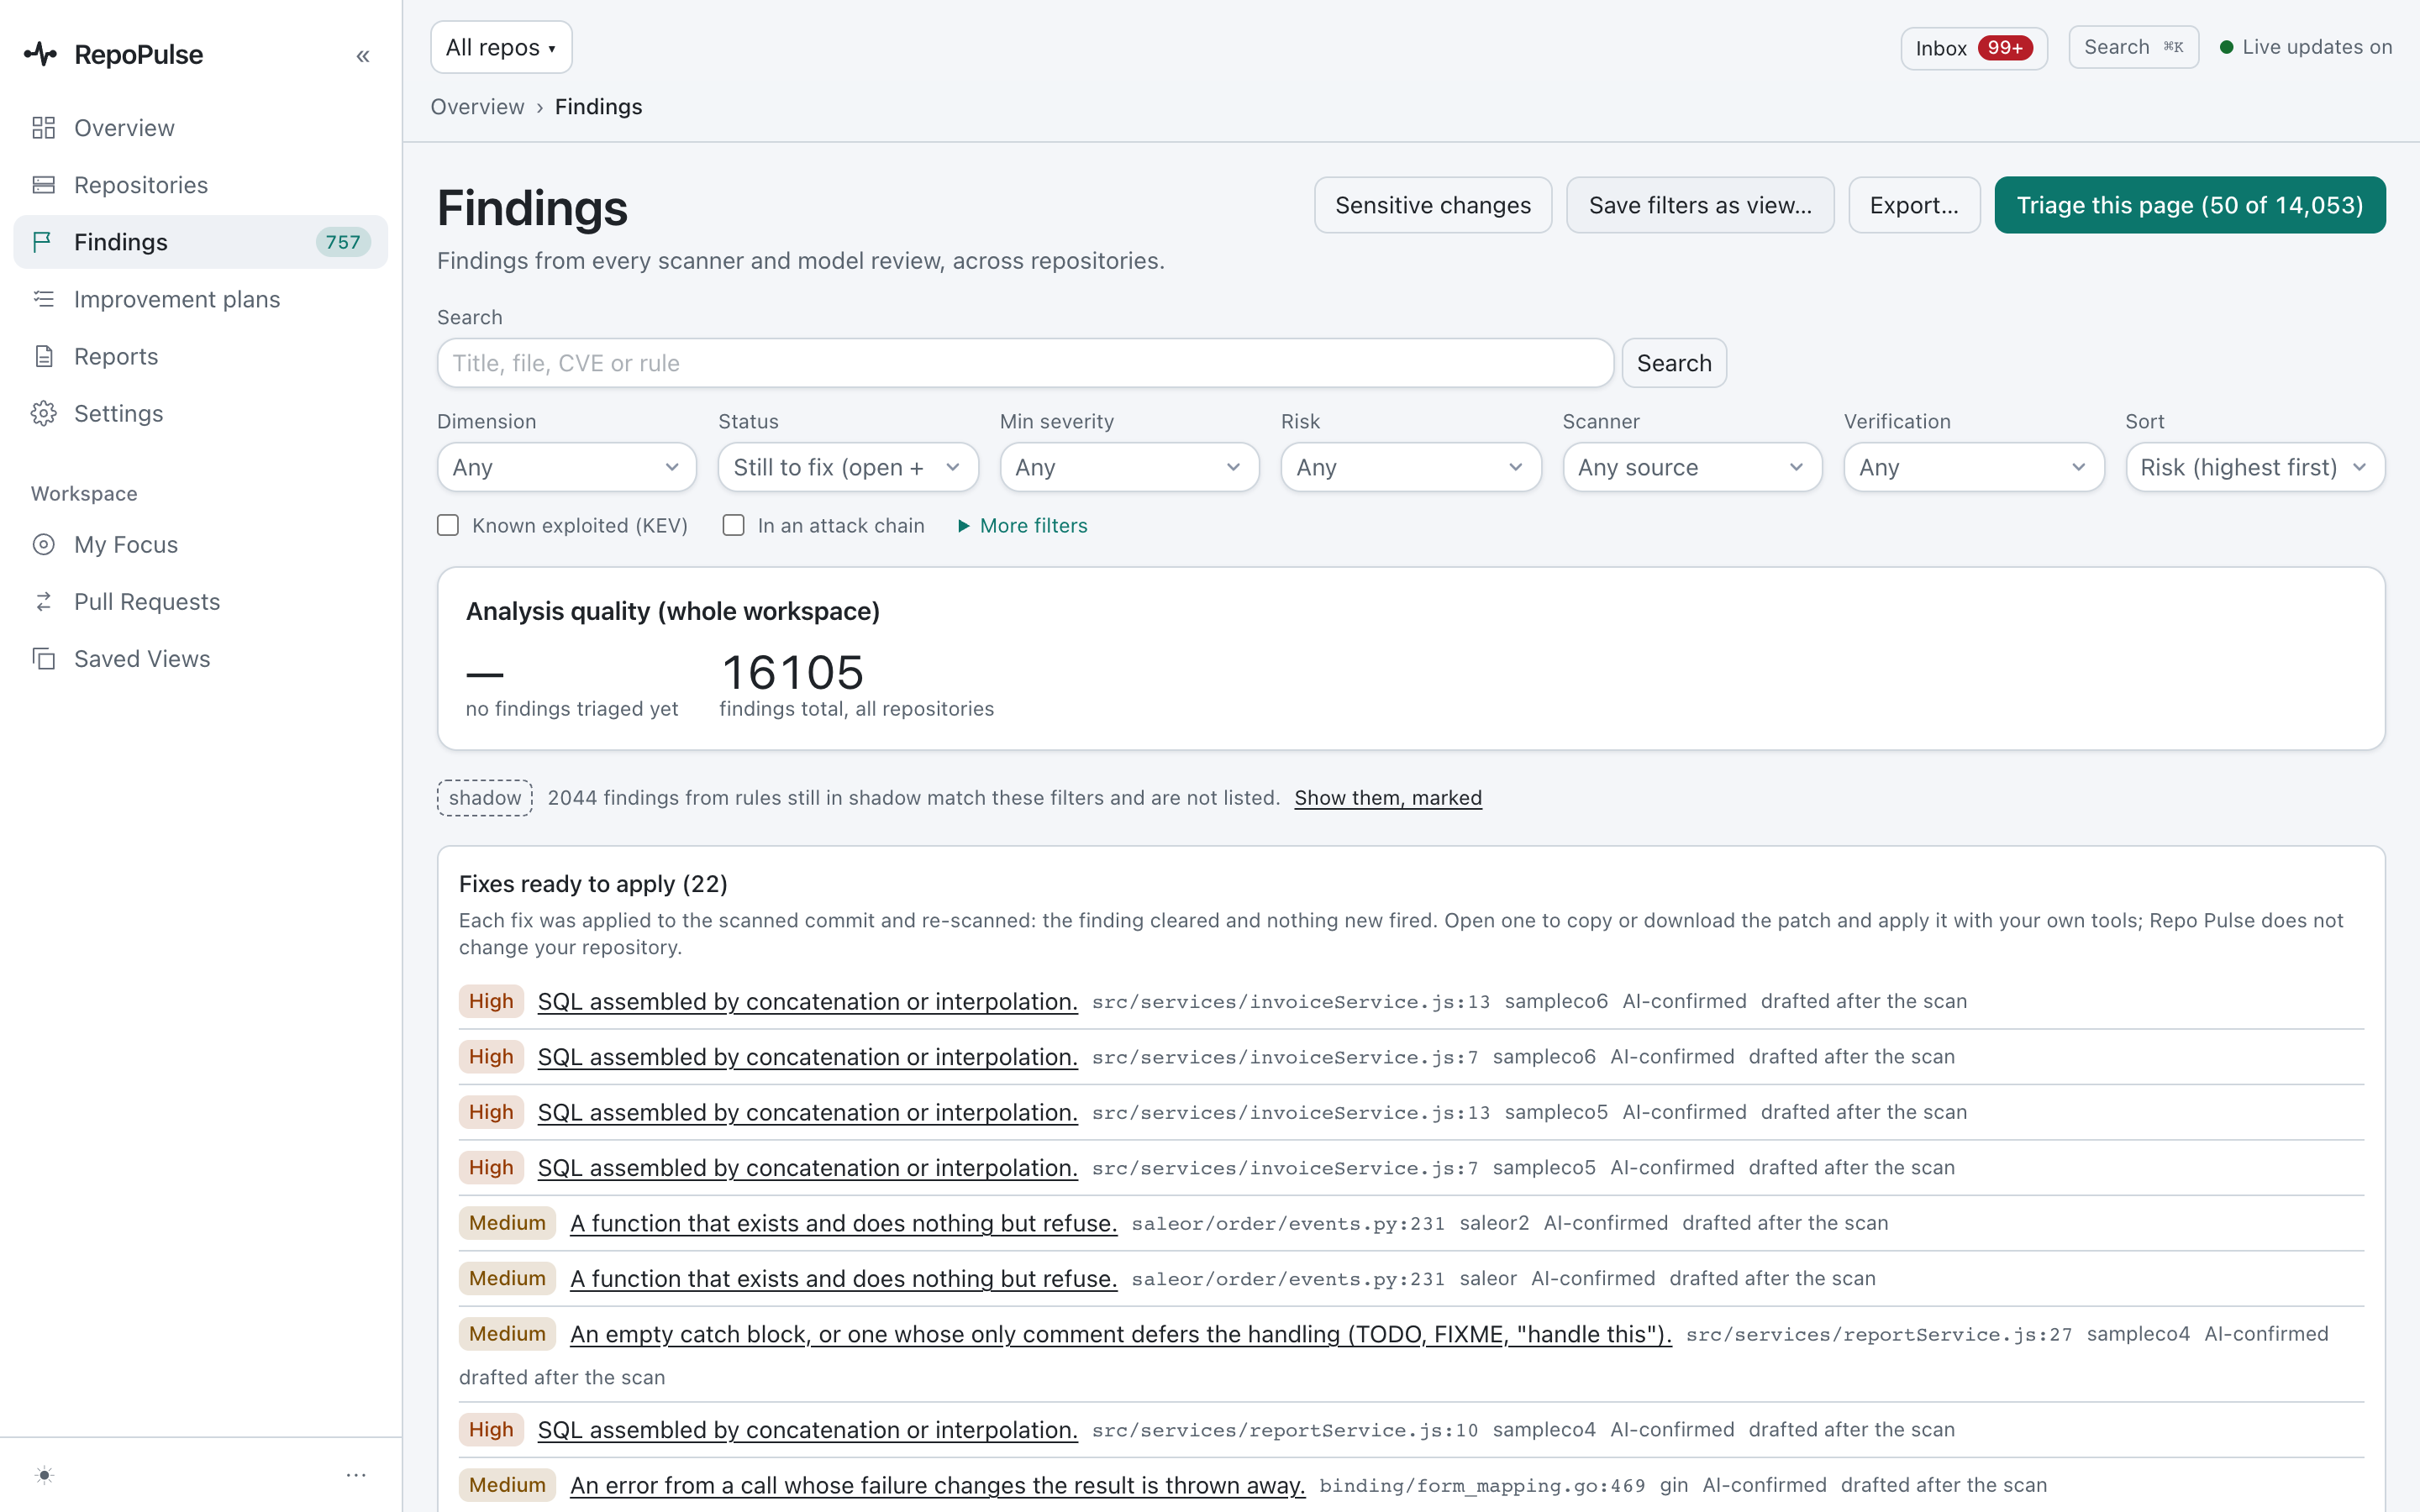 RepoPulse
«
Overview
Repositories
Findings 757
Improvement plans
Reports
Settings
Workspace
My Focus
Pull Requests
Saved Views
...
All repos ▾
Inbox 99+
Search ⌘K
Live updates on
Overview › Findings
Findings
Sensitive changes
Save filters as view...
Export...
Triage this page (50 of 14,053)
Findings from every scanner and model review, across repositories.
Search
Title, file, CVE or rule
Search
Dimension Status Min severity Risk Scanner Verification Sort
Any Still to fix (open + Any Any Any source Any Risk (highest first)
Known exploited (KEV) In an attack chain ▶ More filters
Analysis quality (whole workspace)
— 16105
no findings triaged yet findings total, all repositories
shadow 2044 findings from rules still in shadow match these filters and are not listed. Show them, marked
Fixes ready to apply (22)
Each fix was applied to the scanned commit and re-scanned: the finding cleared and nothing new fired. Open one to copy or download the patch and apply it with your own tools; Repo Pulse does not
change your repository.
High SQL assembled by concatenation or interpolation. src/services/invoiceService.js:13 sampleco6 AI-confirmed drafted after the scan
High SQL assembled by concatenation or interpolation. src/services/invoiceService.js:7 sampleco6 AI-confirmed drafted after the scan
High SQL assembled by concatenation or interpolation. src/services/invoiceService.js:13 sampleco5 AI-confirmed drafted after the scan
High SQL assembled by concatenation or interpolation. src/services/invoiceService.js:7 sampleco5 AI-confirmed drafted after the scan
Medium A function that exists and does nothing but refuse. saleor/order/events.py:231 saleor2 AI-confirmed drafted after the scan
Medium A function that exists and does nothing but refuse. saleor/order/events.py:231 saleor AI-confirmed drafted after the scan
Medium An empty catch block, or one whose only comment defers the handling (TODO, FIXME, "handle this"). src/services/reportService.js:27 sampleco4 AI-confirmed
drafted after the scan
High SQL assembled by concatenation or interpolation. src/services/reportService.js:10 sampleco4 AI-confirmed drafted after the scan
Medium An error from a call whose failure changes the result is thrown away. binding/form_mapping.go:469 gin AI-confirmed drafted after the scan